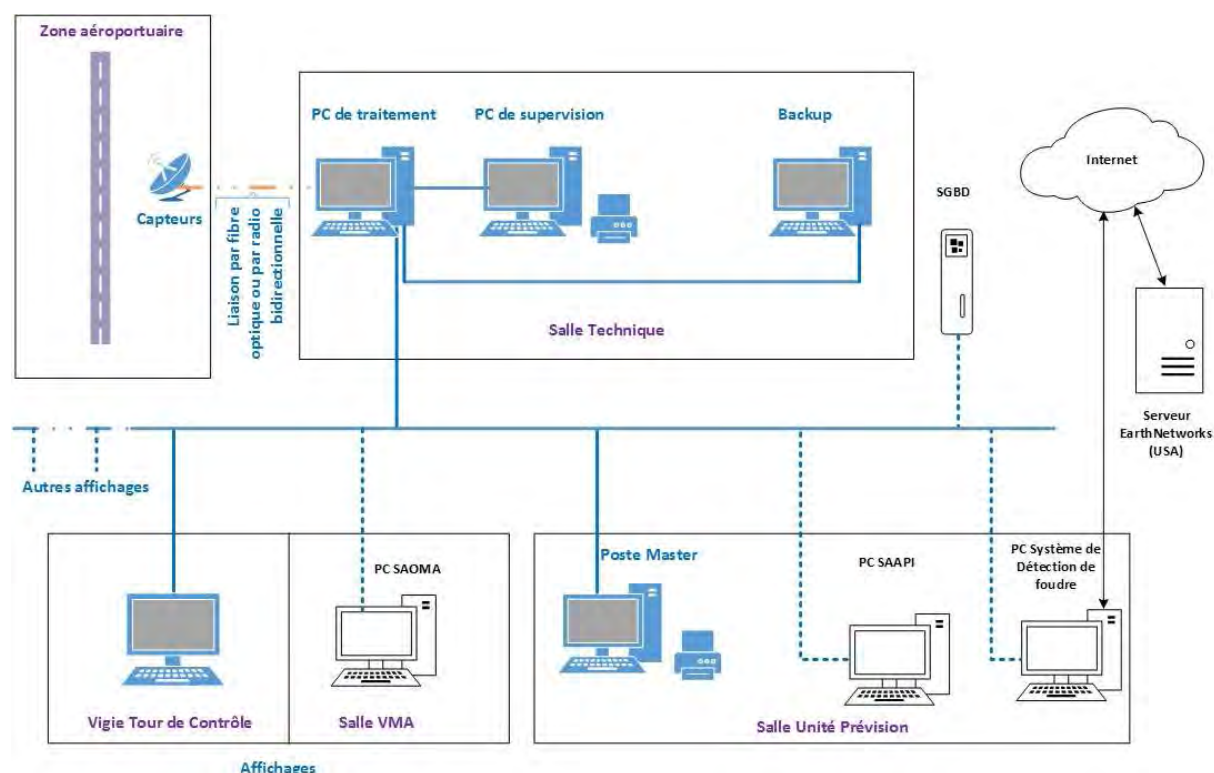 Zone aéroportuaire
Capteurs
Liaison par fibre
optique ou par radio
bidirectionnelle
PC de traitement
PC de supervision
Backup
Salle Technique
SGBD
Internet
Serveur
EarthNetworks
(USA)
Autres affichages
Vigie Tour de Contrôle
PC SAOMA
Salle VMA
Affichages
Poste Master
PC SAAPI
PC Système de
Détection de
foudre
Salle Unité Prévision